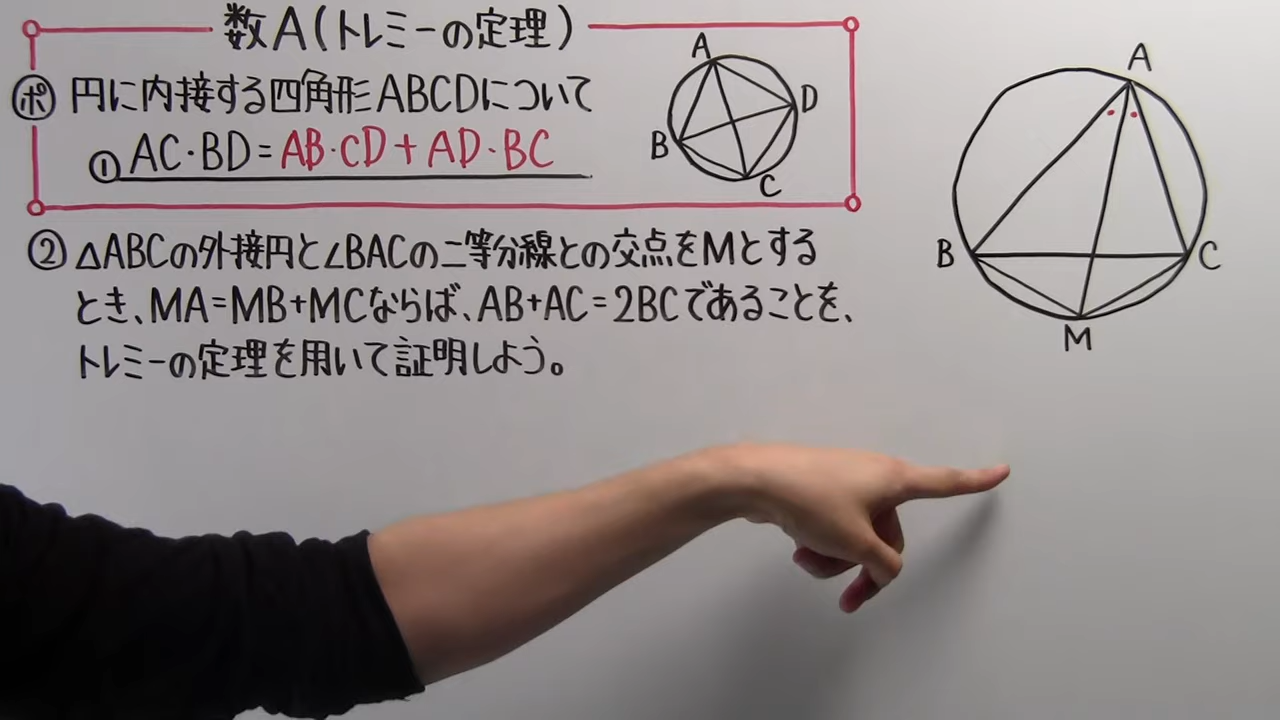 数A(トレミーの定理)
ポ 円に内接する四角形ABCDについて
① AC·BD=AB·CD+AD·BC
A
B
C
D
② △ABCの外接円と∠BACの二等分線との交点をMとする
とき、MA=MB+MCならば、AB+AC=2BCであることを、
トレミーの定理を用いて証明しよう。
A
B
C
M